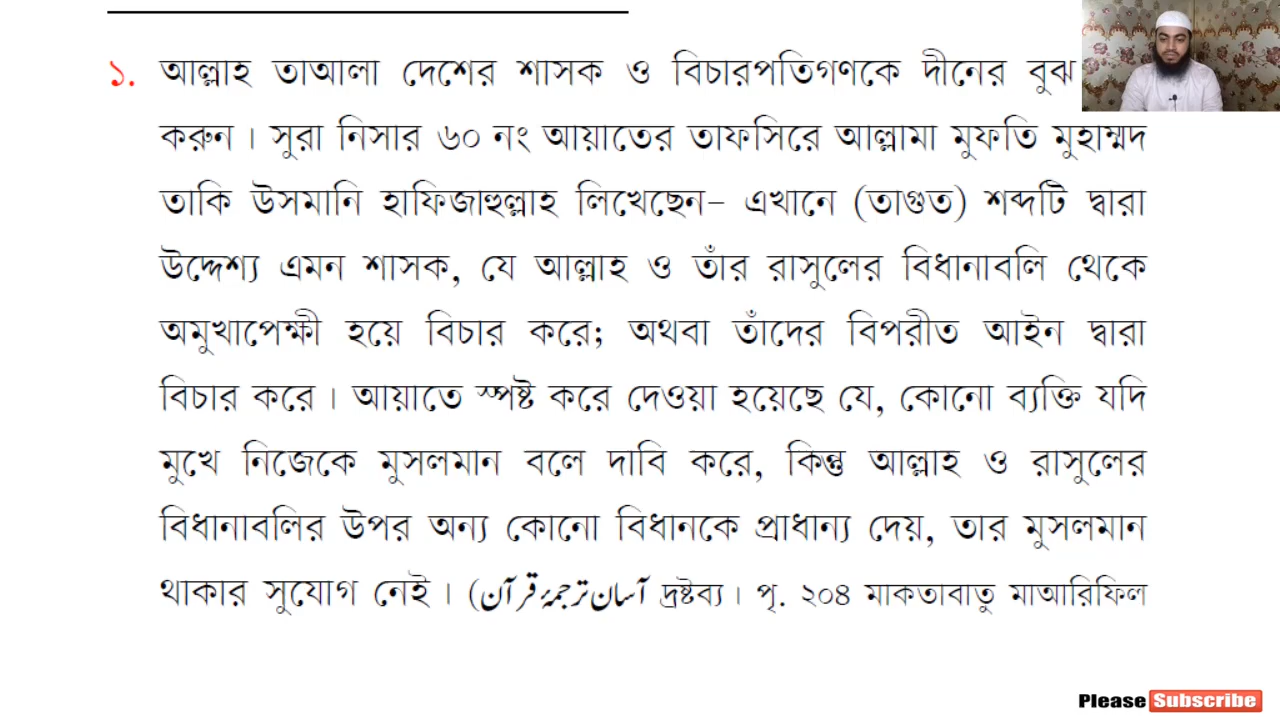 ১. আল্লাহ তাআলা দেশের শাসক ও বিচারপতিগণকে দীনের বুঝ
করুন। সুরা নিসার ৬০ নং আয়াতের তাফসিরে আল্লামা মুফতি মুহাম্মদ
তাকি উসমানি হাফিজাহুল্লাহ লিখেছেন– এখানে (তাগুত) শব্দটি দ্বারা
উদ্দেশ্য এমন শাসক, যে আল্লাহ ও তাঁর রাসুলের বিধানাবলি থেকে
অমুখাপেক্ষী হয়ে বিচার করে; অথবা তাঁদের বিপরীত আইন দ্বারা
বিচার করে। আয়াতে স্পষ্ট করে দেওয়া হয়েছে যে, কোনো ব্যক্তি যদি
মুখে নিজেকে মুসলমান বলে দাবি করে, কিন্তু আল্লাহ ও রাসুলের
বিধানাবলির উপর অন্য কোনো বিধানকে প্রাধান্য দেয়, তার মুসলমান
থাকার সুযোগ নেই। (آسان ترجمۂ قرآن দ্রষ্টব্য। পৃ. ২০৪ মাকতাবাতু মাআরিফিল
Please Subscribe